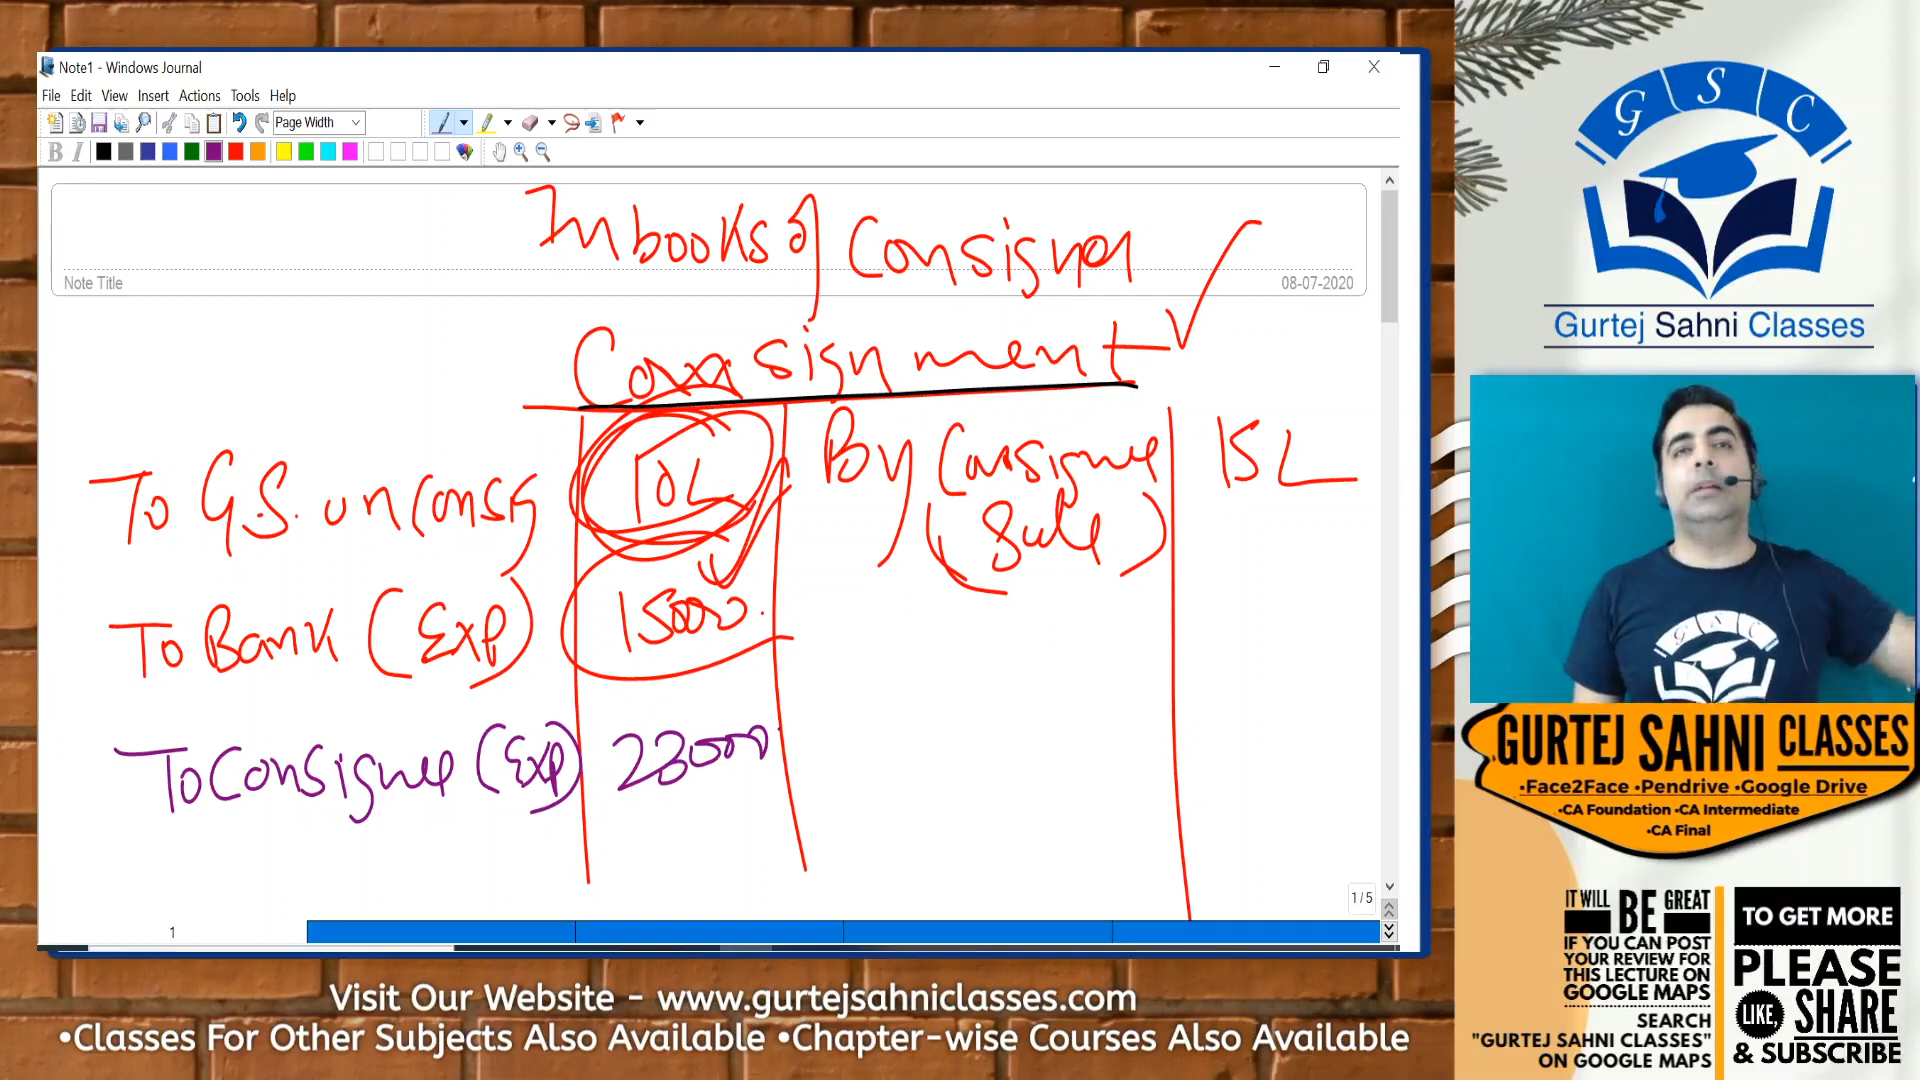 Note1 - Windows Journal
File Edit View Insert Actions Tools Help
Page Width
B I
In books of Consignor
Note Title
08-07-2020
Consignment
To G.S. on Consig 10L By Consignee 15L
(Sale)
To Bank (Exp) 15000
To Consignee (Exp) 23000
1/5
1
Visit Our Website - www.gurtejsahniclasses.com
•Classes For Other Subjects Also Available •Chapter-wise Courses Also Available
G S C
Gurtej Sahni Classes
G S C
GURTEJ SAHNI CLASSES
•Face2Face •Pendrive •Google Drive
•CA Foundation •CA Intermediate
•CA Final
IT WILL BE GREAT
IF YOU CAN POST
YOUR REVIEW FOR
THIS LECTURE ON
GOOGLE MAPS
SEARCH
"GURTEJ SAHNI CLASSES"
ON GOOGLE MAPS
TO GET MORE
PLEASE
LIKE, SHARE
& SUBSCRIBE